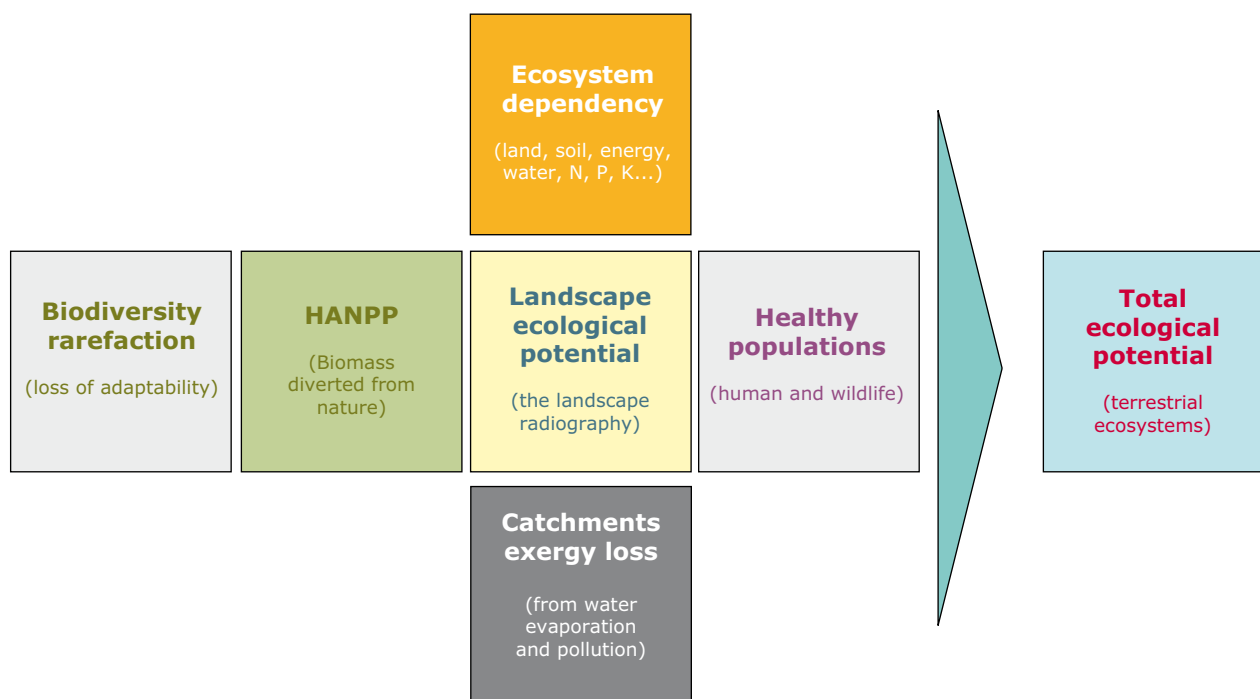 Ecosystem
dependency
(land, soil, energy,
water, N, P, K...)
Biodiversity
rarefaction
(loss of adaptability)
HANPP
(Biomass
diverted from
nature)
Landscape
ecological
potential
(the landscape
radiography)
Healthy
populations
(human and wildlife)
Total
ecological
potential
(terrestrial
ecosystems)
Catchments
exergy loss
(from water
evaporation
and pollution)